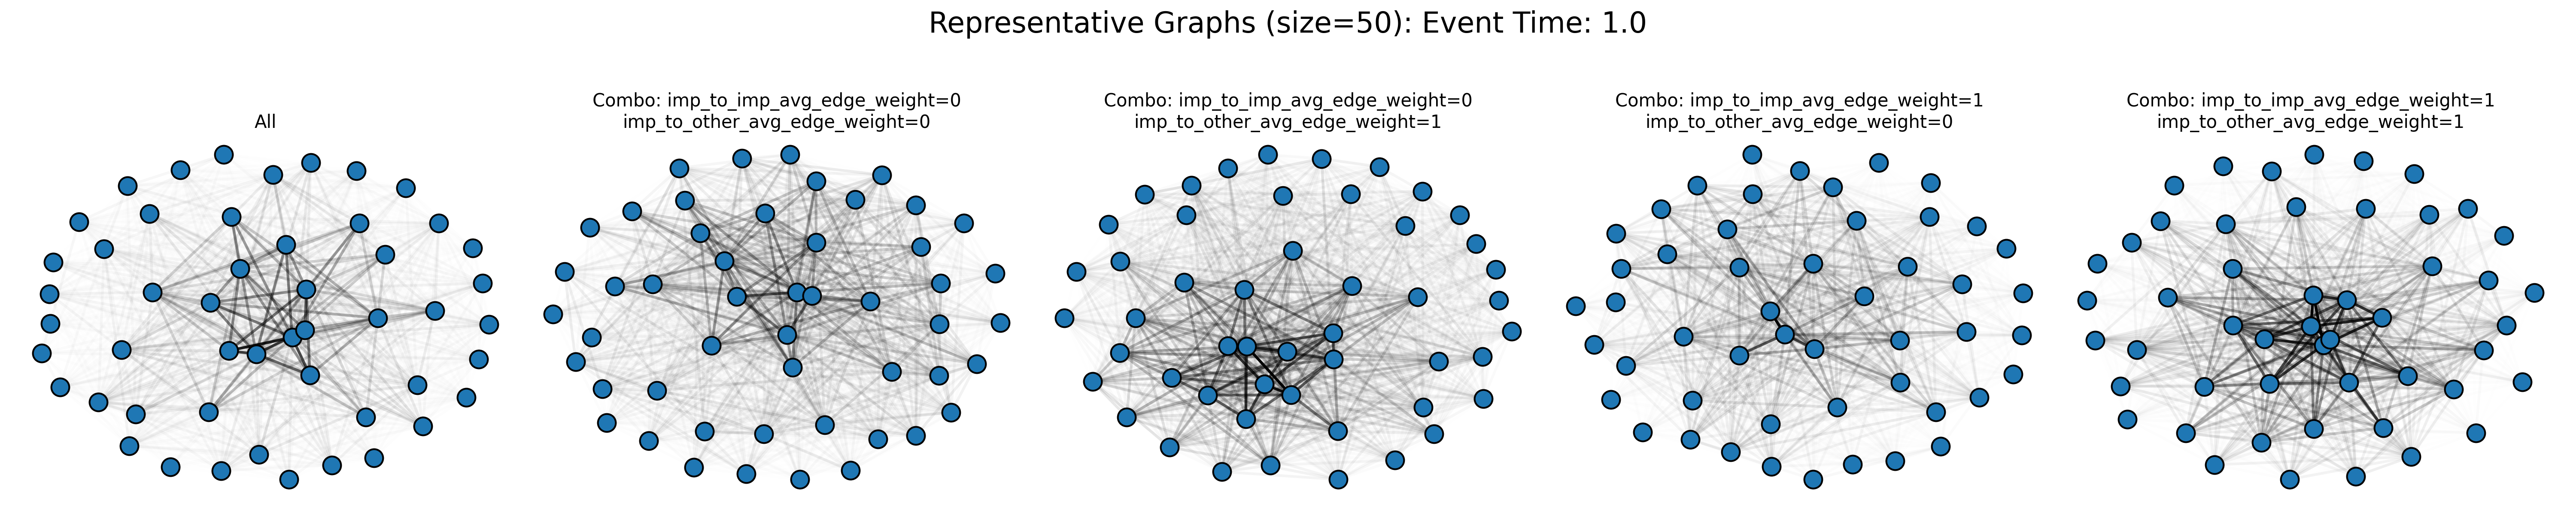 Representative Graphs (size=50): Event Time: 1.0
All
Combo: imp_to_imp_avg_edge_weight=0
imp_to_other_avg_edge_weight=0
Combo: imp_to_imp_avg_edge_weight=0
imp_to_other_avg_edge_weight=1
Combo: imp_to_imp_avg_edge_weight=1
imp_to_other_avg_edge_weight=0
Combo: imp_to_imp_avg_edge_weight=1
imp_to_other_avg_edge_weight=1